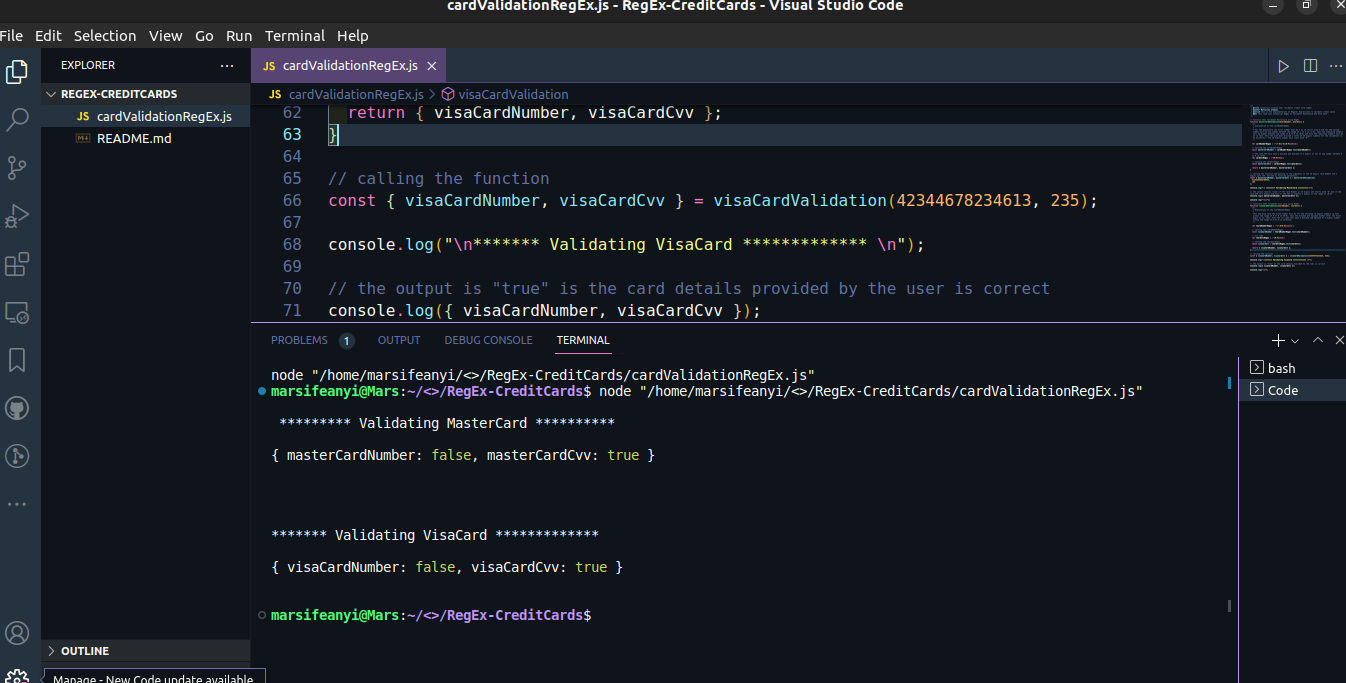 cardValidationRegEx.js - RegEx-CreditCards - Visual Studio Code
File Edit Selection View Go Run Terminal Help
EXPLORER
REGEX-CREDITCARDS
JS cardValidationRegEx.js
README.md
OUTLINE
Manage - New Code update available
JS cardValidationRegEx.js
JS cardValidationRegEx.js > visaCardValidation
62 return { visaCardNumber, visaCardCvv };
63 }
64
65 // calling the function
66 const { visaCardNumber, visaCardCvv } = visaCardValidation(42344678234613, 235);
67
68 console.log("\n******* Validating VisaCard ************* \n");
69
70 // the output is "true" is the card details provided by the user is correct
71 console.log({ visaCardNumber, visaCardCvv });
PROBLEMS 1 OUTPUT DEBUG CONSOLE TERMINAL
node "/home/marsifeanyi/<>/RegEx-CreditCards/cardValidationRegEx.js"
marsifeanyi@Mars:~/<>/RegEx-CreditCards$ node "/home/marsifeanyi/<>/RegEx-CreditCards/cardValidationRegEx.js"
********* Validating MasterCard **********
{ masterCardNumber: false, masterCardCvv: true }
******* Validating VisaCard *************
{ visaCardNumber: false, visaCardCvv: true }
marsifeanyi@Mars:~/<>/RegEx-CreditCards$
bash
Code